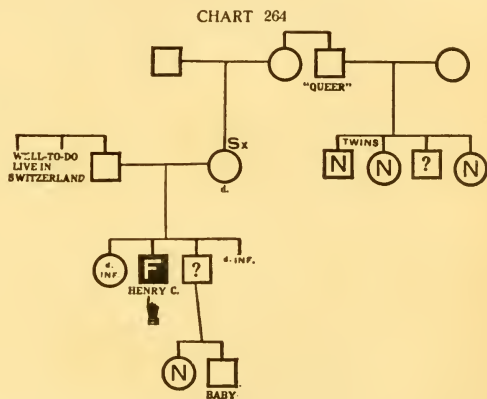 CHART 264
"QUEER"
Sx
TWINS
N
N
?
N
WELL-TO-DO
LIVE IN
SWITZERLAND
d.
d.
INF
F
?
d. INF.
HENRY C.
N
BABY